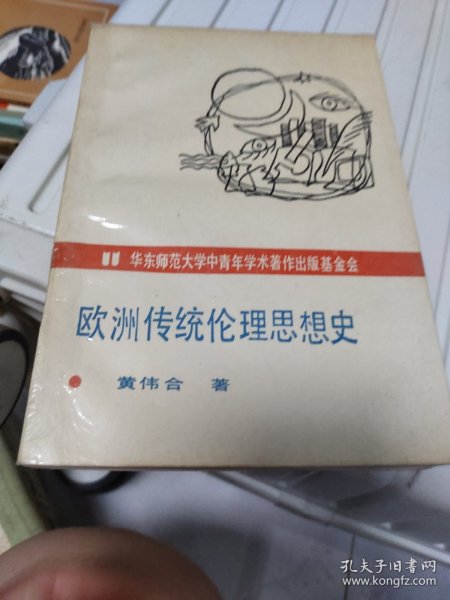 华东师范大学中青年学术著作出版基金会
欧洲传统伦理思想史
黄伟合 著
孔夫子旧书网
www.kongfz.com